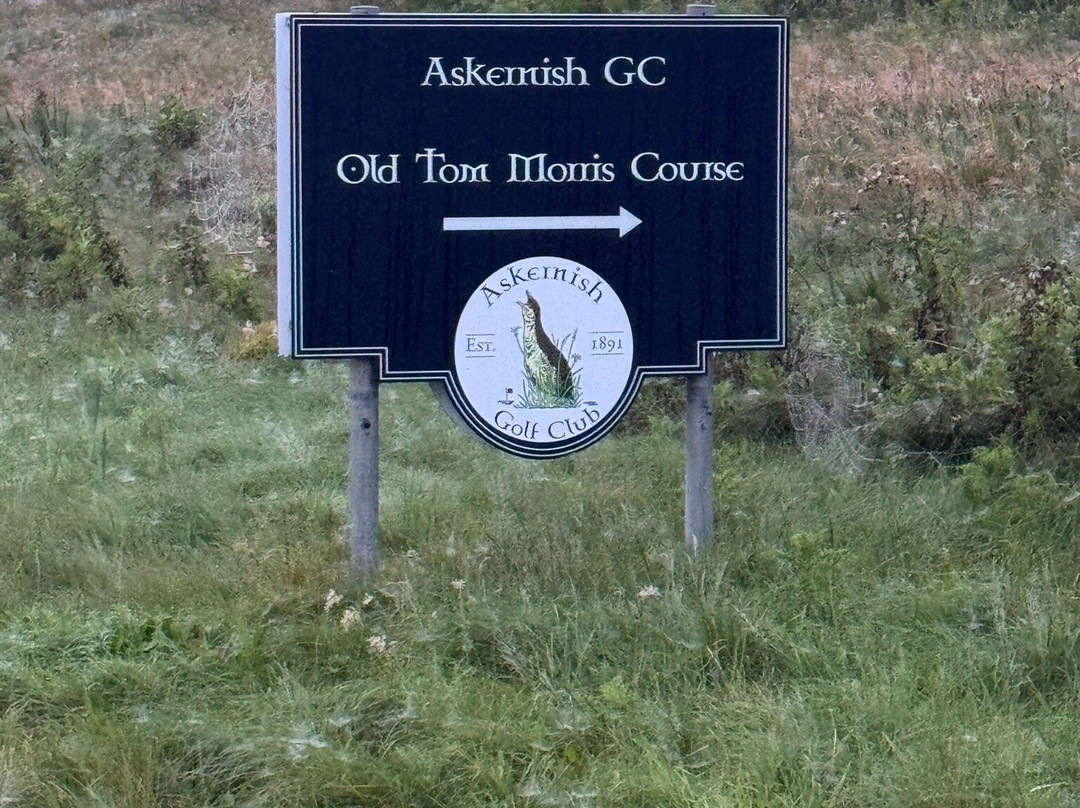 Askernish GC
Old Tom Morris Course
Askernish
Est. 1891
Golf Club